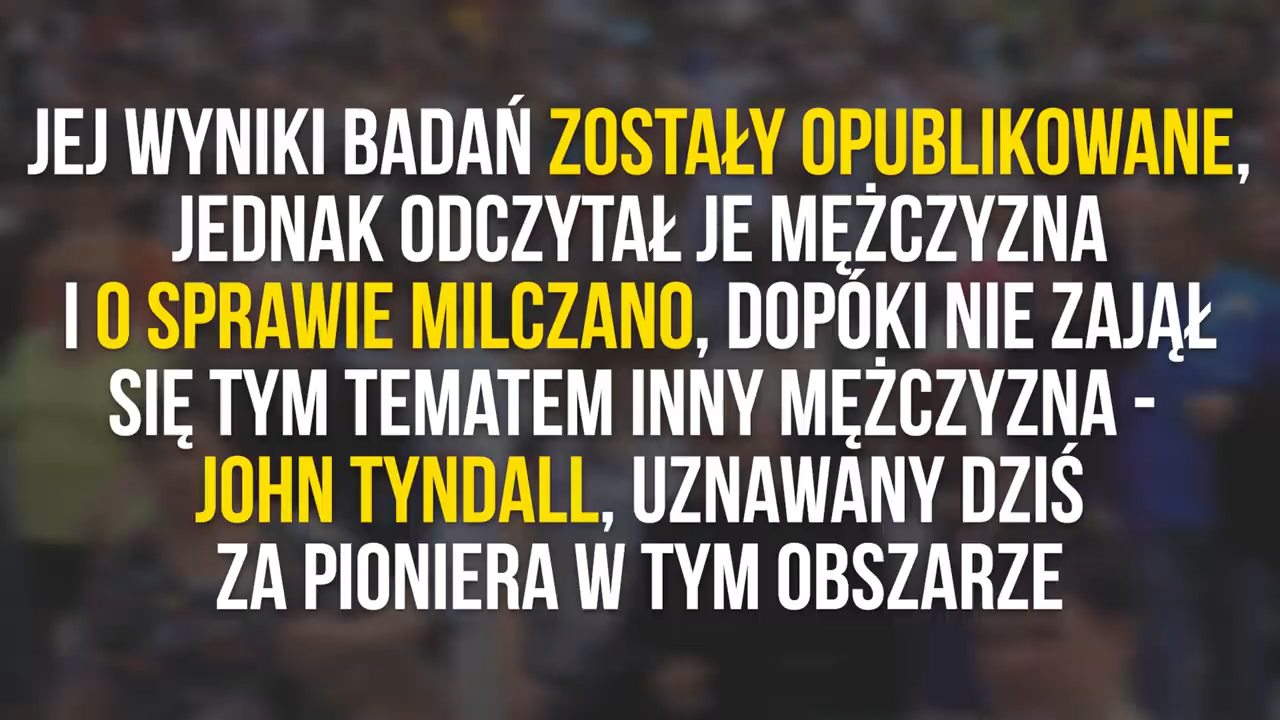 JEJ WYNIKI BADAŃ ZOSTAŁY OPUBLIKOWANE,
JEDNAK ODCZYTAŁ JE MĘŻCZYZNA
I O SPRAWIE MILCZANO, DOPÓKI NIE ZAJĄŁ
SIĘ TYM TEMATEM INNY MĘŻCZYZNA -
JOHN TYNDALL, UZNAWANY DZIŚ
ZA PIONIERA W TYM OBSZARZE